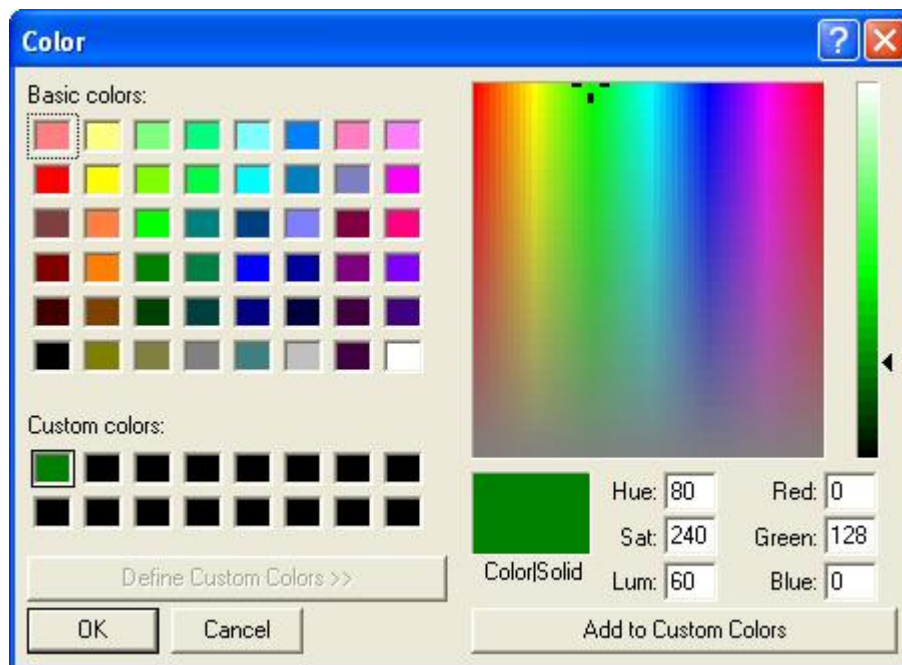 Color
Basic colors:
Custom colors:
Define Custom Colors >>
OK Cancel
Color|Solid
Hue: 80 Red: 0
Sat: 240 Green: 128
Lum: 60 Blue: 0
Add to Custom Colors